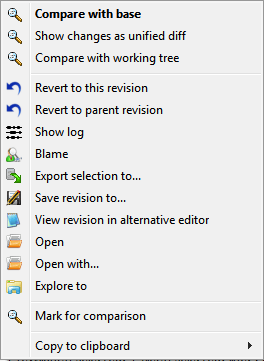 Compare with base
Show changes as unified diff
Compare with working tree
Revert to this revision
Revert to parent revision
Show log
Blame
Export selection to...
Save revision to...
View revision in alternative editor
Open
Open with...
Explore to
Mark for comparison
Copy to clipboard